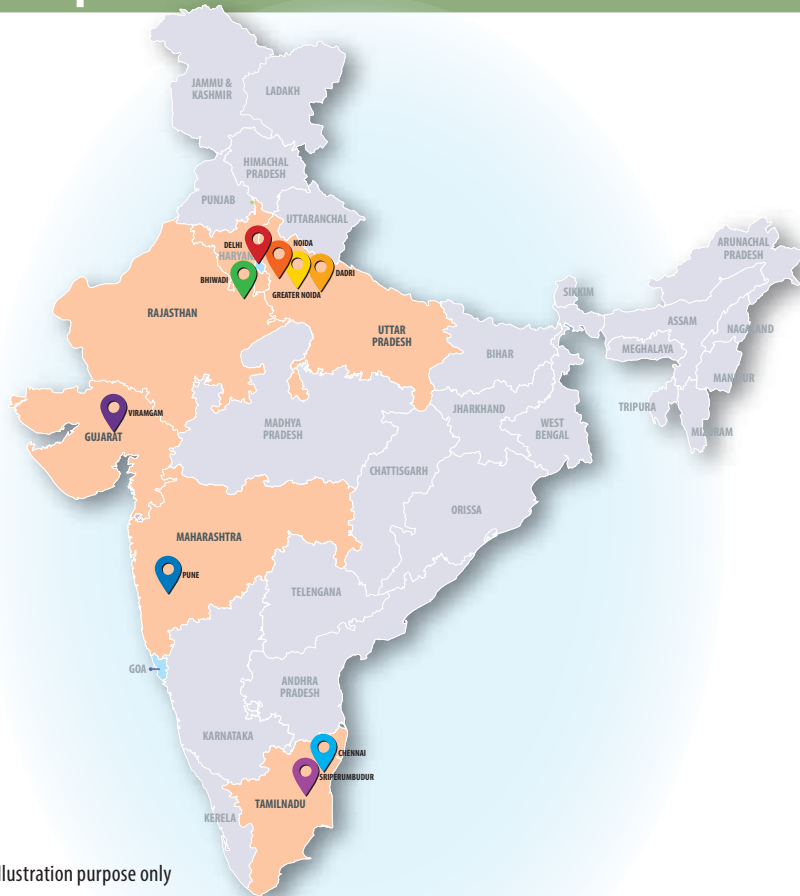 JAMMU &
KASHMIR
LADAKH
HIMACHAL
PRADESH
PUNJAB
UTTARANCHAL
DELHI
NOIDA
BHIWADI
DADRI
GREATER NOIDA
RAJASTHAN
UTTAR
PRADESH
ARUNACHAL
PRADESH
SIKKIM
ASSAM
NAGALAND
MEGHALAYA
MANIPUR
TRIPURA
MIZORAM
BIHAR
JHARKHAND
WEST
BENGAL
VIRAMGAM
GUJARAT
MADHYA
PRADESH
CHATTISGARH
ORISSA
MAHARASHTRA
PUNE
TELENGANA
GOA
ANDHRA
PRADESH
KARNATAKA
CHENNAI
SRIPERUMBUDUR
TAMILNADU
KERELA
llustration purpose only